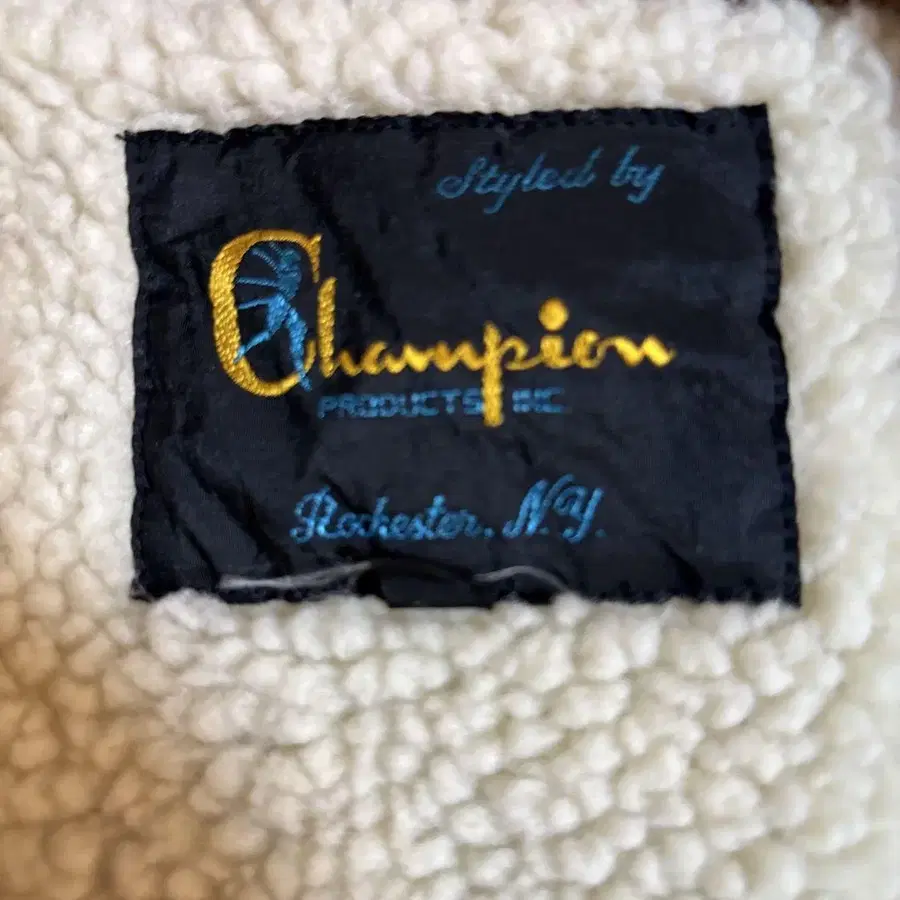 Styled by
Champion
PRODUCTS, INC.
Rochester, N.Y.